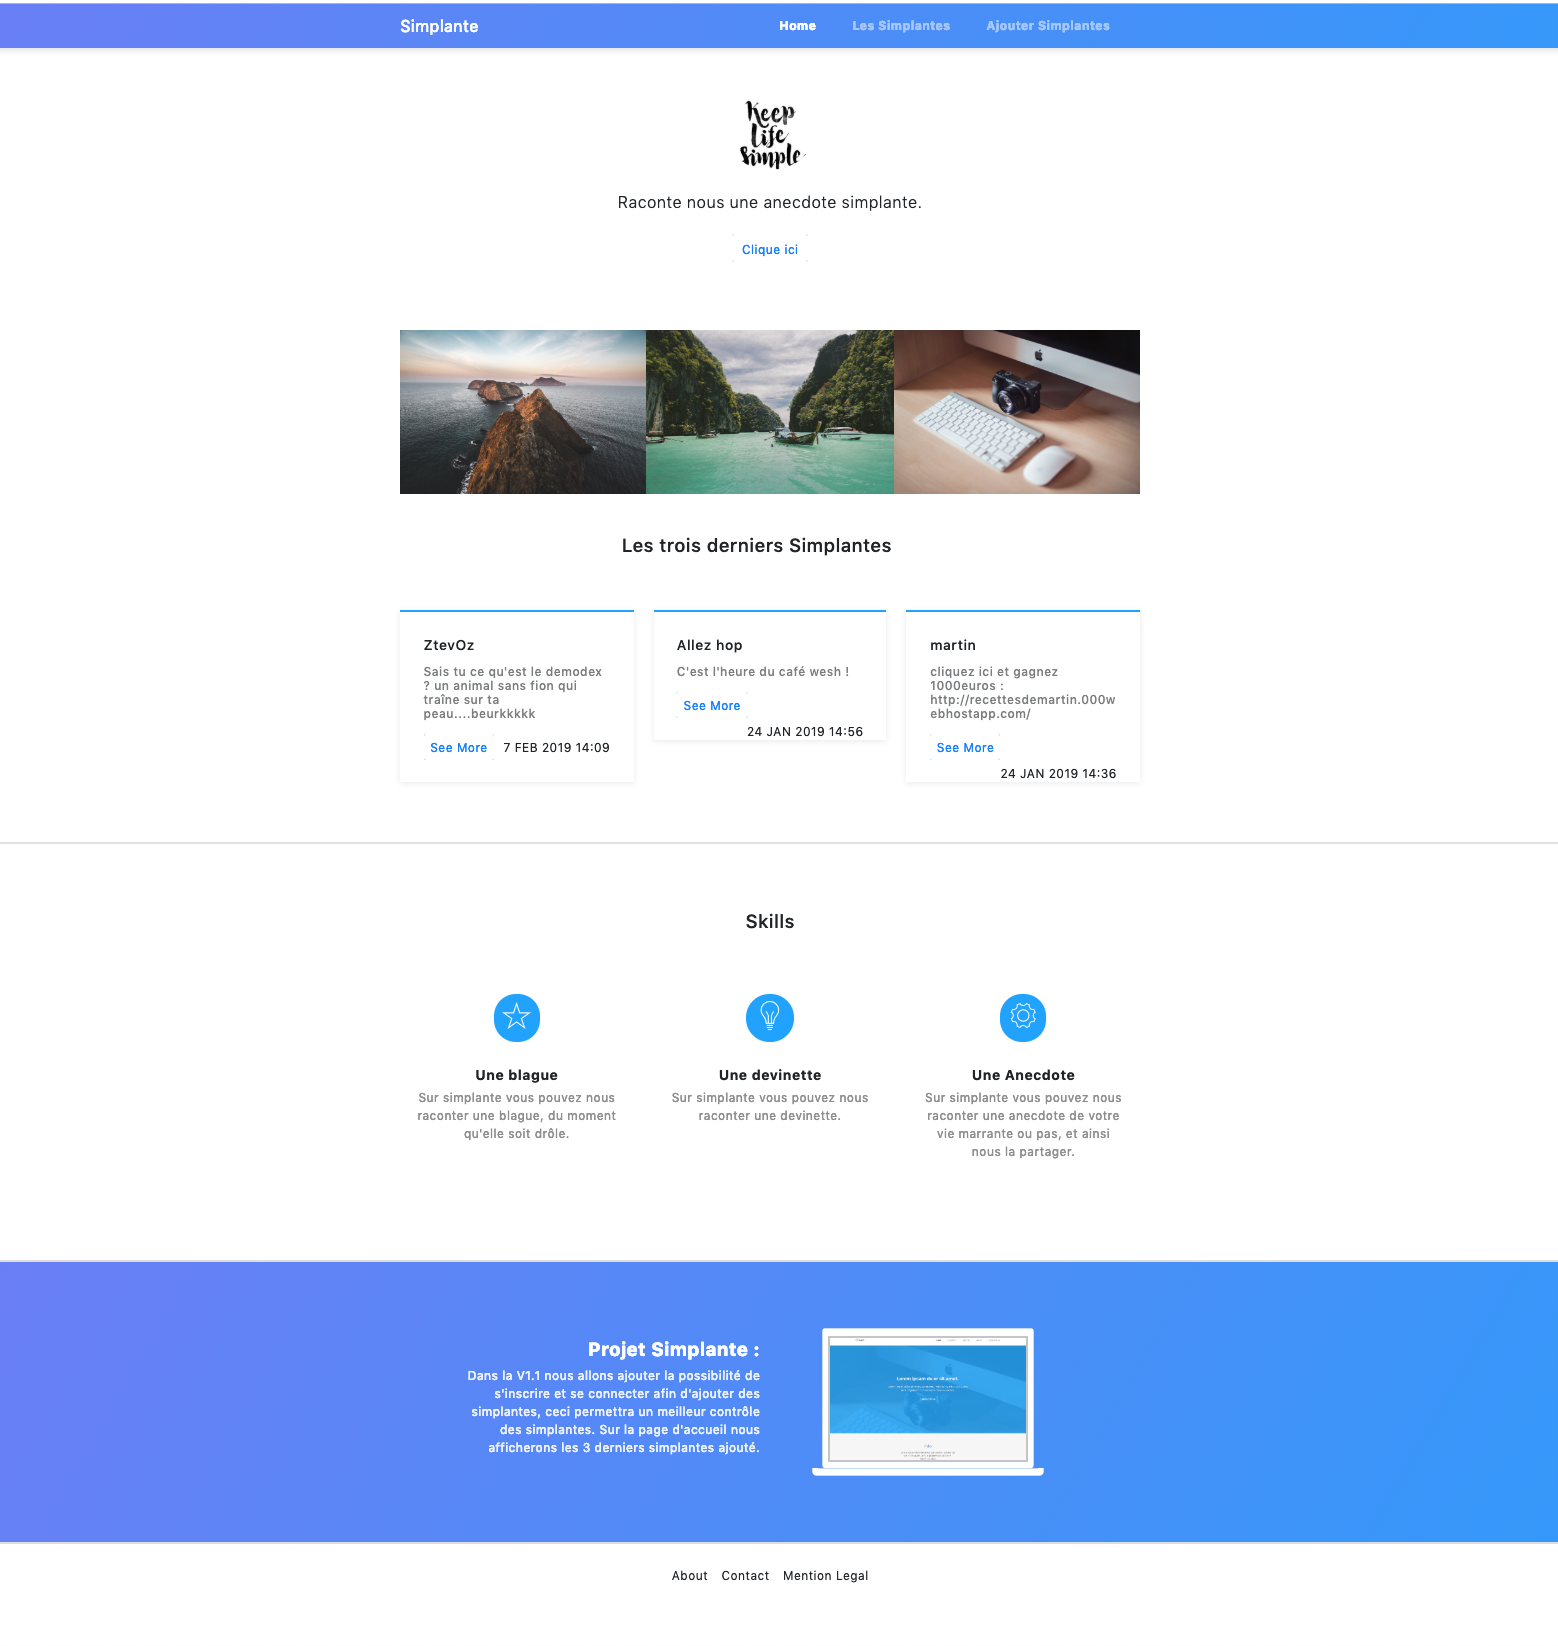 Simplante
Home Les Simplantes Ajouter Simplantes
Keep
life
simple
Raconte nous une anecdote simplante.
Clique ici
Les trois derniers Simplantes
ZtevOz
Sais tu ce qu'est le demodex
? un animal sans fion qui
traîne sur ta
peau....beurkkkkk
See More 7 FEB 2019 14:09
Allez hop
C'est l'heure du café wesh !
See More
24 JAN 2019 14:56
martin
cliquez ici et gagnez
1000euros :
http://recettesdemartin.000w
ebhostapp.com/
See More
24 JAN 2019 14:36
Skills
Une blague
Sur simplante vous pouvez nous
raconter une blague, du moment
qu'elle soit drôle.
Une devinette
Sur simplante vous pouvez nous
raconter une devinette.
Une Anecdote
Sur simplante vous pouvez nous
raconter une anecdote de votre
vie marrante ou pas, et ainsi
nous la partager.
Projet Simplante :
Dans la V1.1 nous allons ajouter la possibilité de
s'inscrire et se connecter afin d'ajouter des
simplantes, ceci permettra un meilleur contrôle
des simplantes. Sur la page d'accueil nous
afficherons les 3 derniers simplantes ajouté.
Lorem ipsum dolor sit amet
About Contact Mention Legal